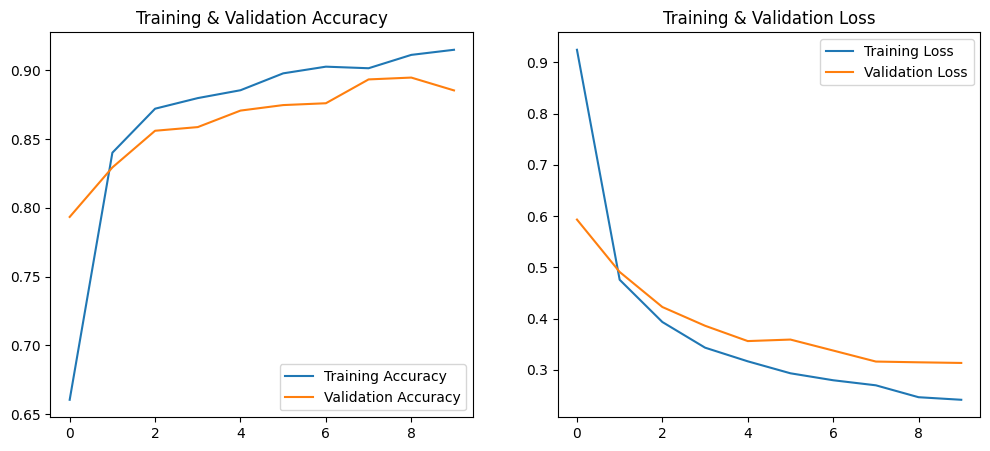 Training & Validation Accuracy
0.90
0.85
0.80
0.75
0.70
0.65
0 2 4 6 8
Training Accuracy
Validation Accuracy
Training & Validation Loss
0.9
0.8
0.7
0.6
0.5
0.4
0.3
0 2 4 6 8
Training Loss
Validation Loss